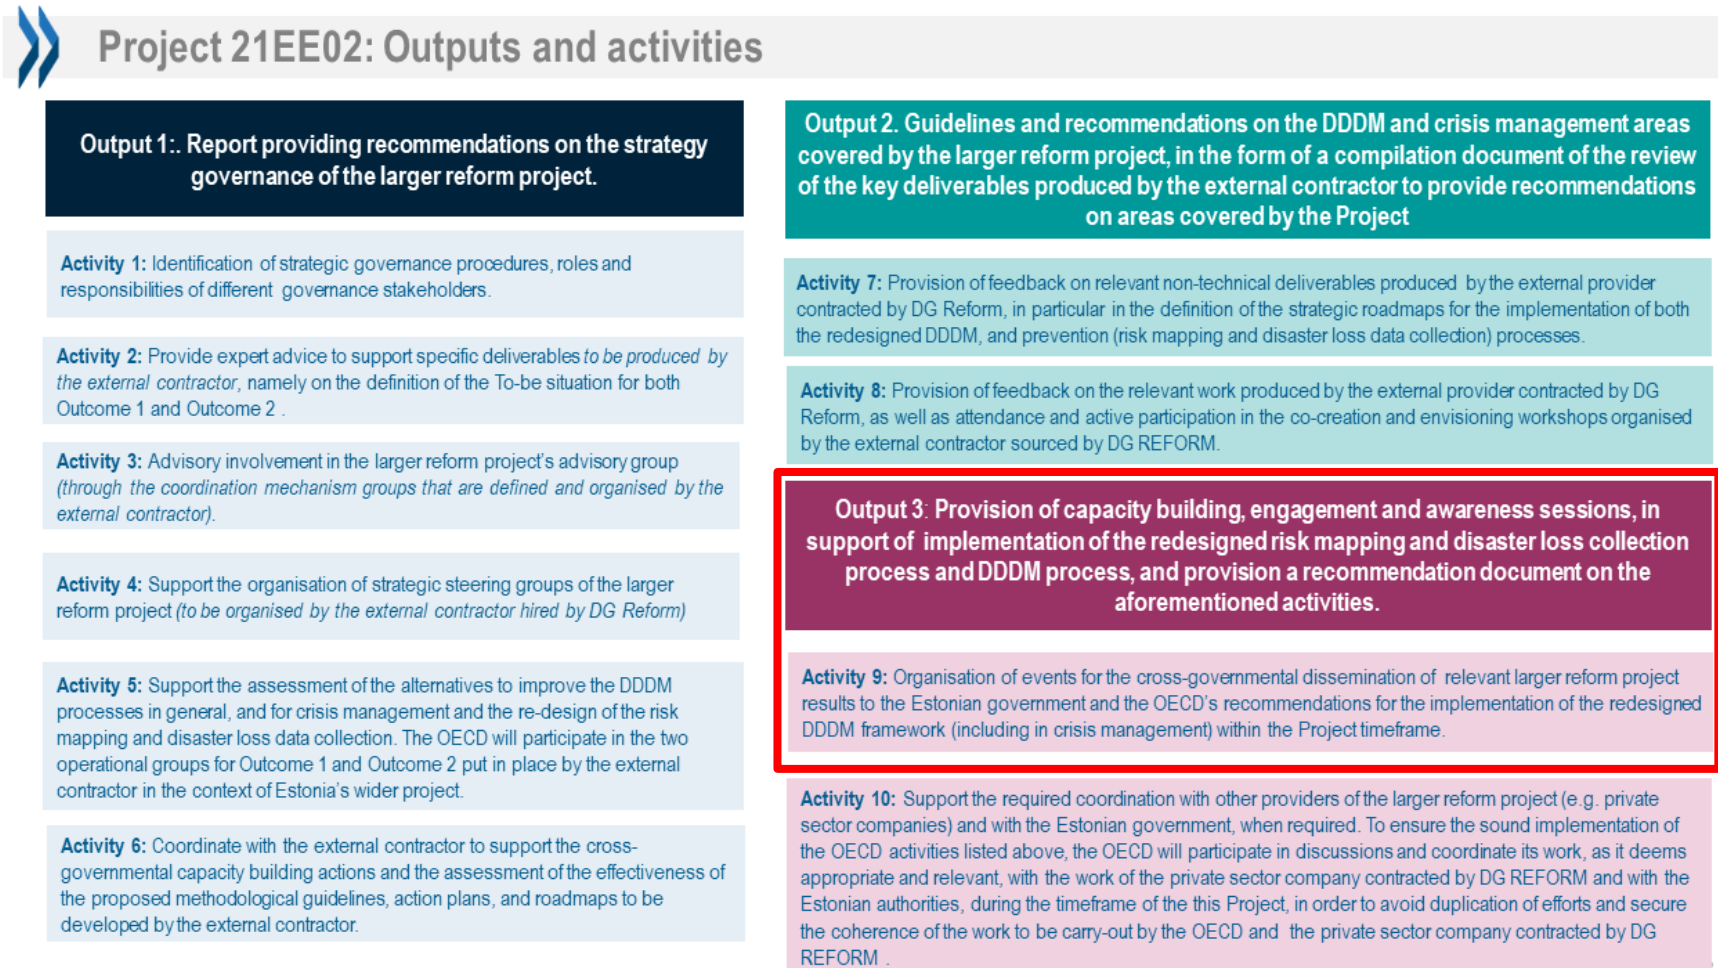 Project 21EE02: Outputs and activities
Output 1:. Report providing recommendations on the strategy
governance of the larger reform project.
Activity 1: Identification of strategic governance procedures, roles and
responsibilities of different governance stakeholders.
Activity 2: Provide expert advice to support specific deliverables to be produced by
the external contractor, namely on the definition of the To-be situation for both
Outcome 1 and Outcome 2 .
Activity 3: Advisory involvement in the larger reform project's advisory group
(through the coordination mechanism groups that are defined and organised by the
external contractor).
Activity 4: Support the organisation of strategic steering groups of the larger
reform project (to be organised by the external contractor hired by DG Reform)
Activity 5: Support the assessment of the alternatives to improve the DDDM
processes in general, and for crisis management and the re-design of the risk
mapping and disaster loss data collection. The OECD will participate in the two
operational groups for Outcome 1 and Outcome 2 put in place by the external
contractor in the context of Estonia's wider project.
Activity 6: Coordinate with the external contractor to support the cross-
governmental capacity building actions and the assessment of the effectiveness of
the proposed methodological guidelines, action plans, and roadmaps to be
developed by the external contractor.
Output 2. Guidelines and recommendations on the DDDM and crisis management areas
covered by the larger reform project, in the form of a compilation document of the review
of the key deliverables produced by the external contractor to provide recommendations
on areas covered by the Project
Activity 7: Provision of feedback on relevant non-technical deliverables produced by the external provider
contracted by DG Reform, in particular in the definition of the strategic roadmaps for the implementation of both
the redesigned DDDM, and prevention (risk mapping and disaster loss data collection) processes.
Activity 8: Provision of feedback on the relevant work produced by the external provider contracted by DG
Reform, as well as attendance and active participation in the co-creation and envisioning workshops organised
by the external contractor sourced by DG REFORM.
Output 3: Provision of capacity building, engagement and awareness sessions, in
support of implementation of the redesigned risk mapping and disaster loss collection
process and DDDM process, and provision a recommendation document on the
aforementioned activities.
Activity 9: Organisation of events for the cross-governmental dissemination of relevant larger reform project
results to the Estonian government and the OECD's recommendations for the implementation of the redesigned
DDDM framework (including in crisis management) within the Project timeframe.
Activity 10: Support the required coordination with other providers of the larger reform project (e.g. private
sector companies) and with the Estonian government, when required. To ensure the sound implementation of
the OECD activities listed above, the OECD will participate in discussions and coordinate its work, as it deems
appropriate and relevant, with the work of the private sector company contracted by DG REFORM and with the
Estonian authorities, during the timeframe of the this Project, in order to avoid duplication of efforts and secure
the coherence of the work to be carry-out by the OECD and the private sector company contracted by DG
REFORM .